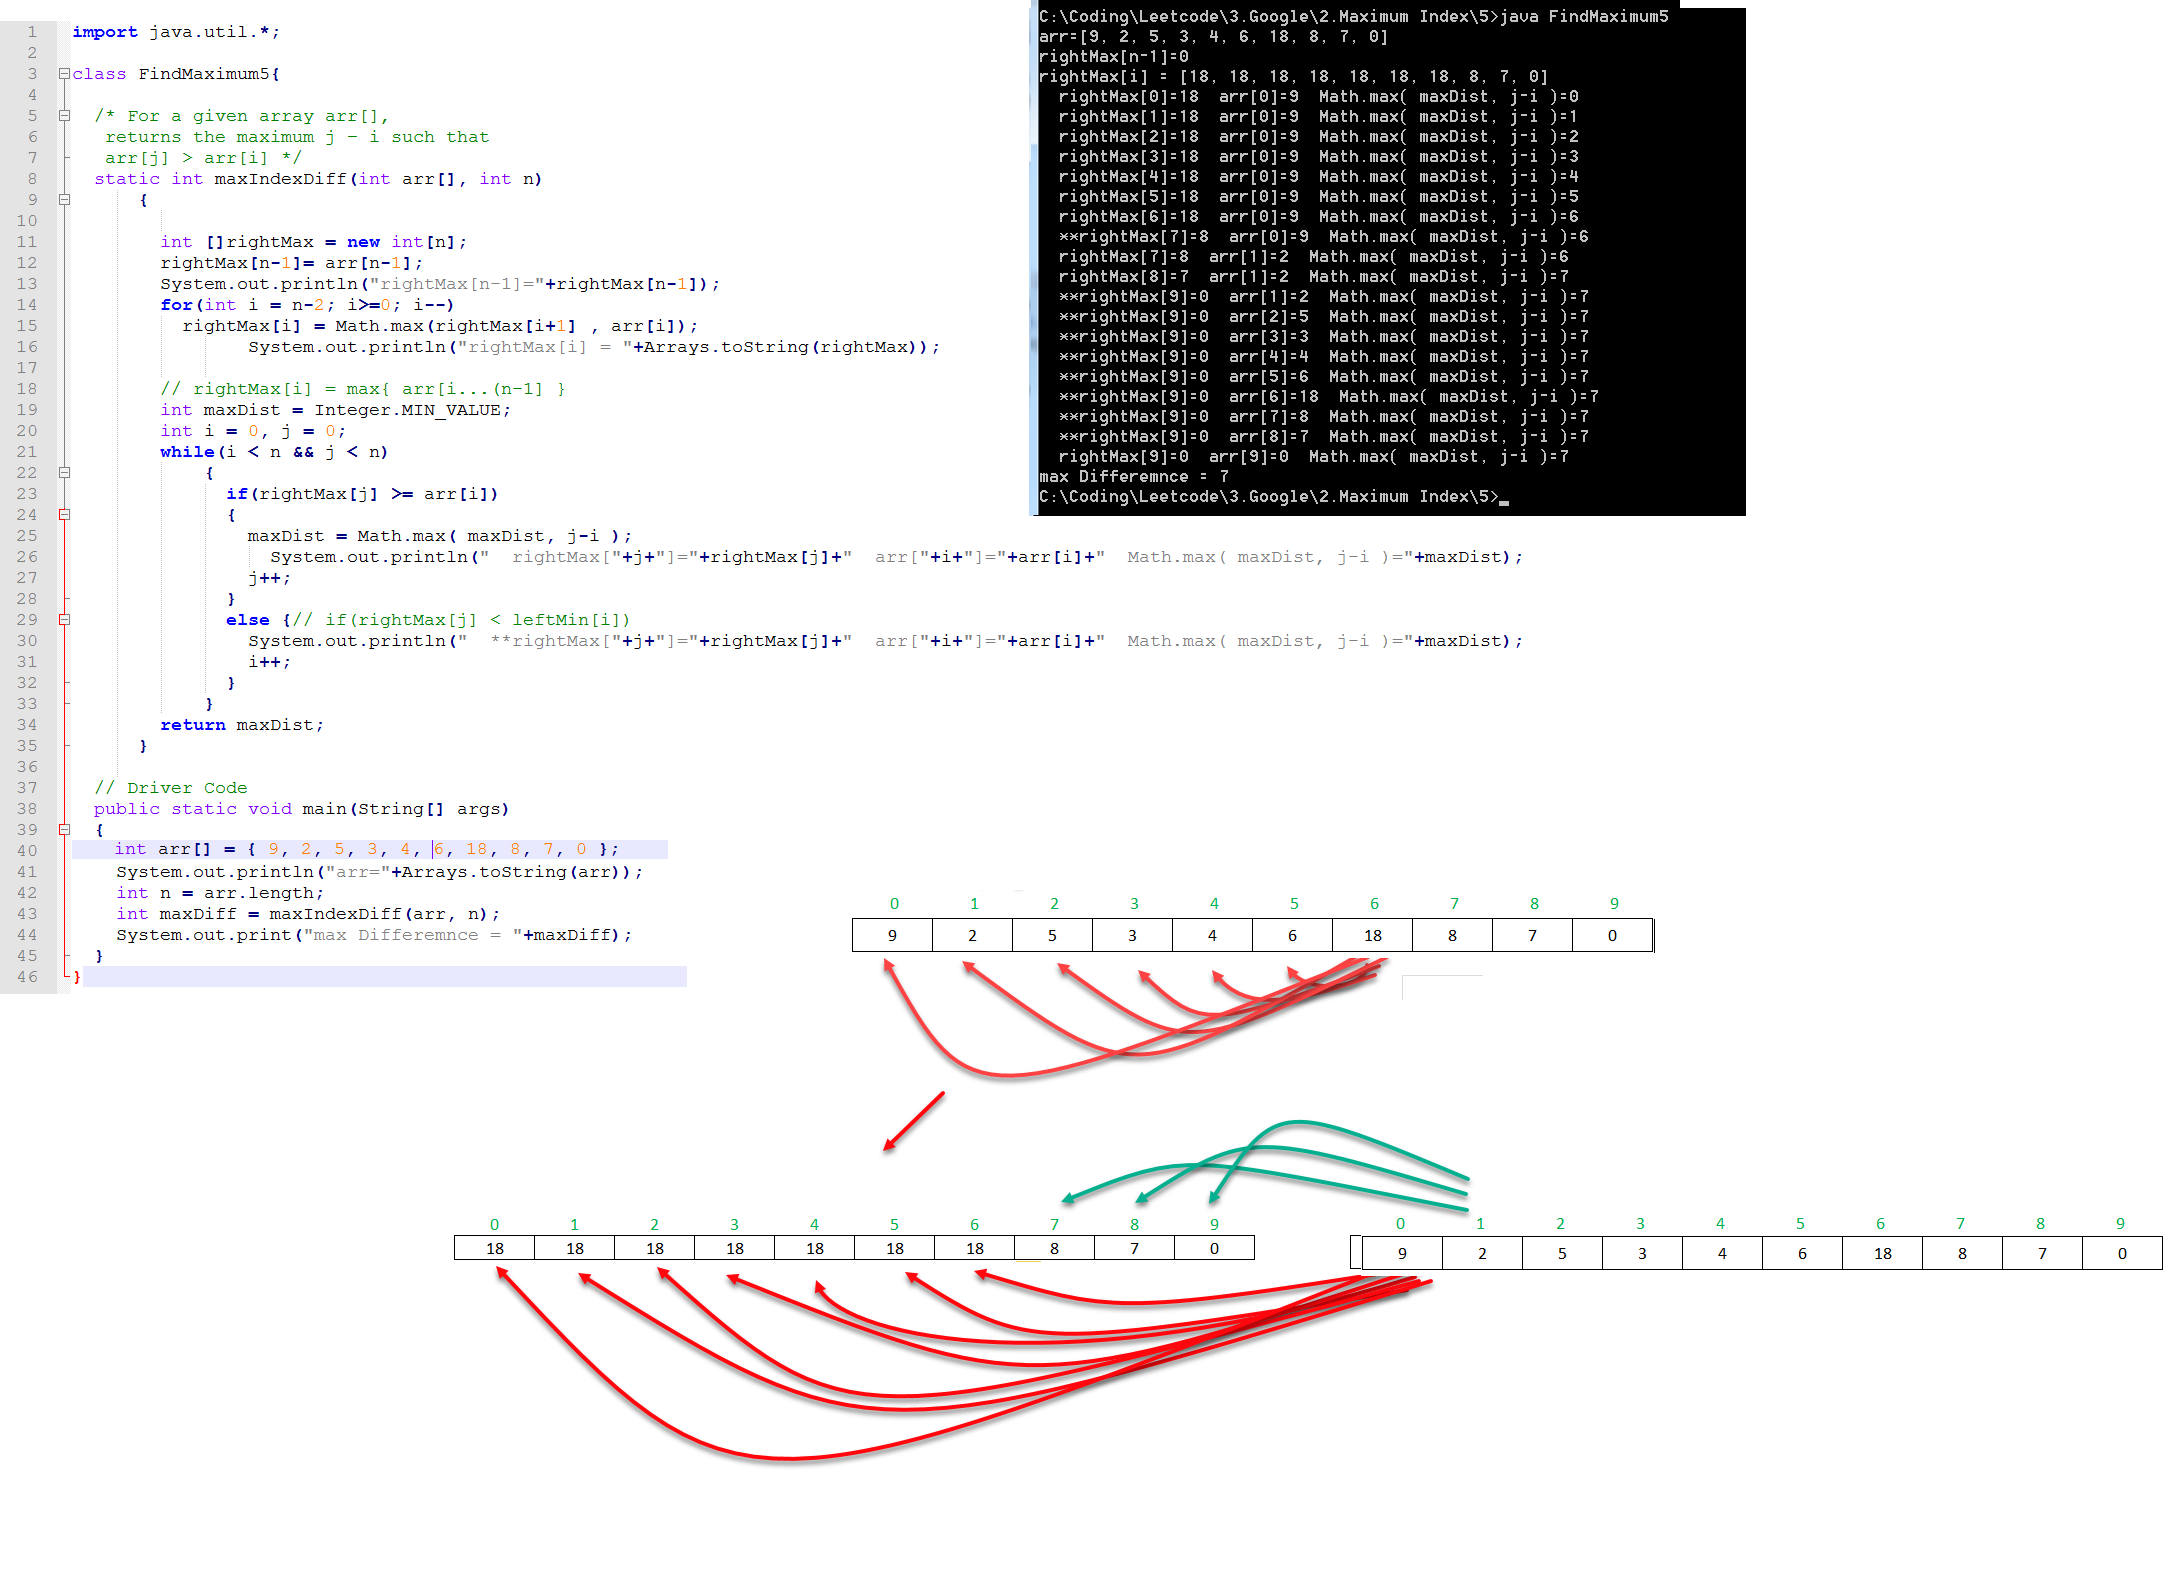 1 import java.util.*;
2
3 class FindMaximum5{
4
5 /* For a given array arr[],
6 returns the maximum j - i such that
7 arr[j] > arr[i] */
8 static int maxIndexDiff(int arr[], int n)
9 {
10
11 int []rightMax = new int[n];
12 rightMax[n-1]= arr[n-1];
13 System.out.println("rightMax[n-1]="+rightMax[n-1]);
14 for(int i = n-2; i>=0; i--)
15 rightMax[i] = Math.max(rightMax[i+1] , arr[i]);
16 System.out.println("rightMax[i] = "+Arrays.toString(rightMax));
17
18 // rightMax[i] = max{ arr[i...(n-1] }
19 int maxDist = Integer.MIN_VALUE;
20 int i = 0, j = 0;
21 while(i < n && j < n)
22 {
23 if(rightMax[j] >= arr[i])
24 {
25 maxDist = Math.max( maxDist, j-i );
26 System.out.println("  rightMax["+j+"]="+rightMax[j]+"  arr["+i+"]="+arr[i]+"  Math.max( maxDist, j-i )="+maxDist);
27 j++;
28 }
29 else {// if(rightMax[j] < leftMin[i])
30 System.out.println("  **rightMax["+j+"]="+rightMax[j]+"  arr["+i+"]="+arr[i]+"  Math.max( maxDist, j-i )="+maxDist);
31 i++;
32 }
33 }
34 return maxDist;
35 }
36
37 // Driver Code
38 public static void main(String[] args)
39 {
40 int arr[] = { 9, 2, 5, 3, 4, 6, 18, 8, 7, 0 };
41 System.out.println("arr="+Arrays.toString(arr));
42 int n = arr.length;
43 int maxDiff = maxIndexDiff(arr, n);
44 System.out.print("max Differemnce = "+maxDiff);
45 }
46 }
C:\Coding\Leetcode\3.Google\2.Maximum Index\5>java FindMaximum5
arr=[9, 2, 5, 3, 4, 6, 18, 8, 7, 0]
rightMax[n-1]=0
rightMax[i] = [18, 18, 18, 18, 18, 18, 18, 8, 7, 0]
rightMax[0]=18  arr[0]=9  Math.max( maxDist, j-i )=0
rightMax[1]=18  arr[0]=9  Math.max( maxDist, j-i )=1
rightMax[2]=18  arr[0]=9  Math.max( maxDist, j-i )=2
rightMax[3]=18  arr[0]=9  Math.max( maxDist, j-i )=3
rightMax[4]=18  arr[0]=9  Math.max( maxDist, j-i )=4
rightMax[5]=18  arr[0]=9  Math.max( maxDist, j-i )=5
rightMax[6]=18  arr[0]=9  Math.max( maxDist, j-i )=6
**rightMax[7]=8  arr[0]=9  Math.max( maxDist, j-i )=6
rightMax[7]=8  arr[1]=2  Math.max( maxDist, j-i )=6
rightMax[8]=7  arr[1]=2  Math.max( maxDist, j-i )=7
**rightMax[9]=0  arr[1]=2  Math.max( maxDist, j-i )=7
**rightMax[9]=0  arr[2]=5  Math.max( maxDist, j-i )=7
**rightMax[9]=0  arr[3]=3  Math.max( maxDist, j-i )=7
**rightMax[9]=0  arr[4]=4  Math.max( maxDist, j-i )=7
**rightMax[9]=0  arr[5]=6  Math.max( maxDist, j-i )=7
**rightMax[9]=0  arr[6]=18  Math.max( maxDist, j-i )=7
**rightMax[9]=0  arr[7]=8  Math.max( maxDist, j-i )=7
**rightMax[9]=0  arr[8]=7  Math.max( maxDist, j-i )=7
rightMax[9]=0  arr[9]=0  Math.max( maxDist, j-i )=7
max Differemnce = 7
C:\Coding\Leetcode\3.Google\2.Maximum Index\5>_
0 1 2 3 4 5 6 7 8 9
9 2 5 3 4 6 18 8 7 0
0 1 2 3 4 5 6 7 8 9
18 18 18 18 18 18 18 8 7 0
0 1 2 3 4 5 6 7 8 9
9 2 5 3 4 6 18 8 7 0